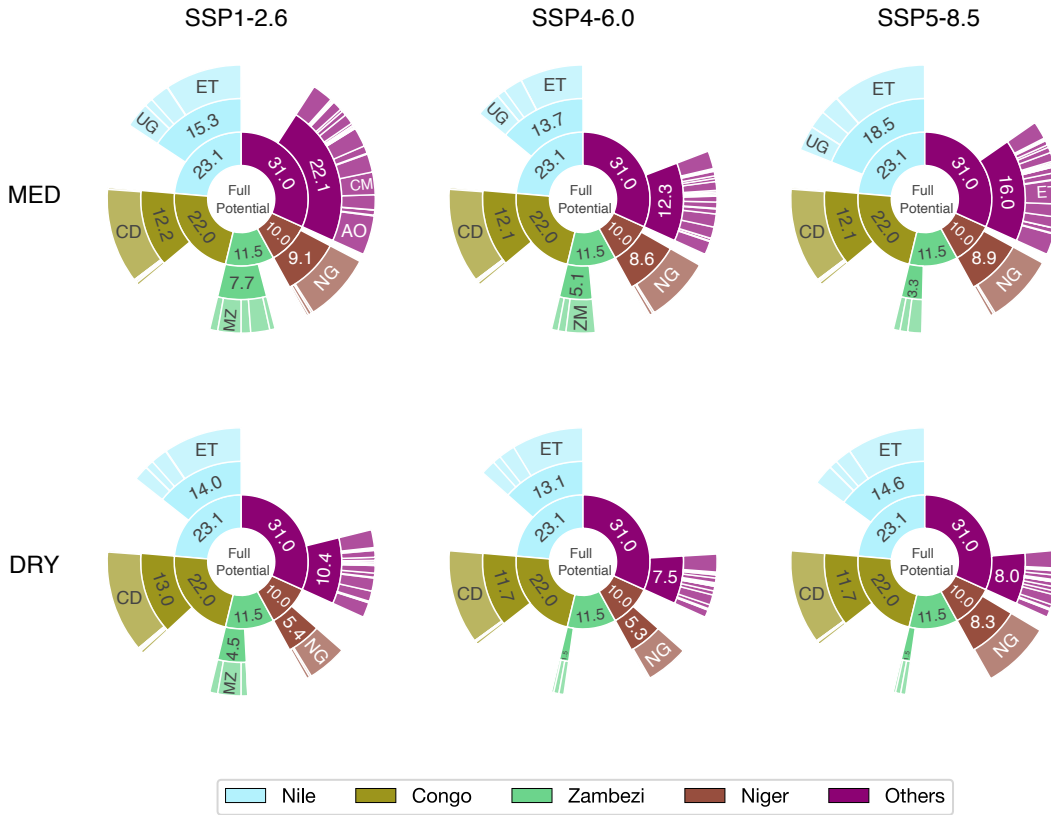 SSP1-2.6
SSP4-6.0
SSP5-8.5
MED
ET
UG
15.3
23.1
31.0
22.1
CM
AO
Full
Potential
CD
12.2
22.0
11.5
10.0
9.1
NG
7.7
MZ
ET
UG
13.7
23.1
31.0
12.3
Full
Potential
CD
12.1
22.0
11.5
10.0
8.6
NG
5.1
ZM
ET
UG
18.5
23.1
31.0
16.0
Full
Potential
CD
12.1
22.0
11.5
10.0
8.9
NG
3.3
DRY
ET
14.0
23.1
31.0
10.4
Full
Potential
CD
13.0
22.0
11.5
10.0
5.4
NG
4.5
MZ
ET
13.1
23.1
31.0
7.5
Full
Potential
CD
11.7
22.0
11.5
10.0
5.3
NG
ET
14.6
23.1
31.0
8.0
Full
Potential
CD
11.7
22.0
11.5
10.0
8.3
NG
Nile
Congo
Zambezi
Niger
Others